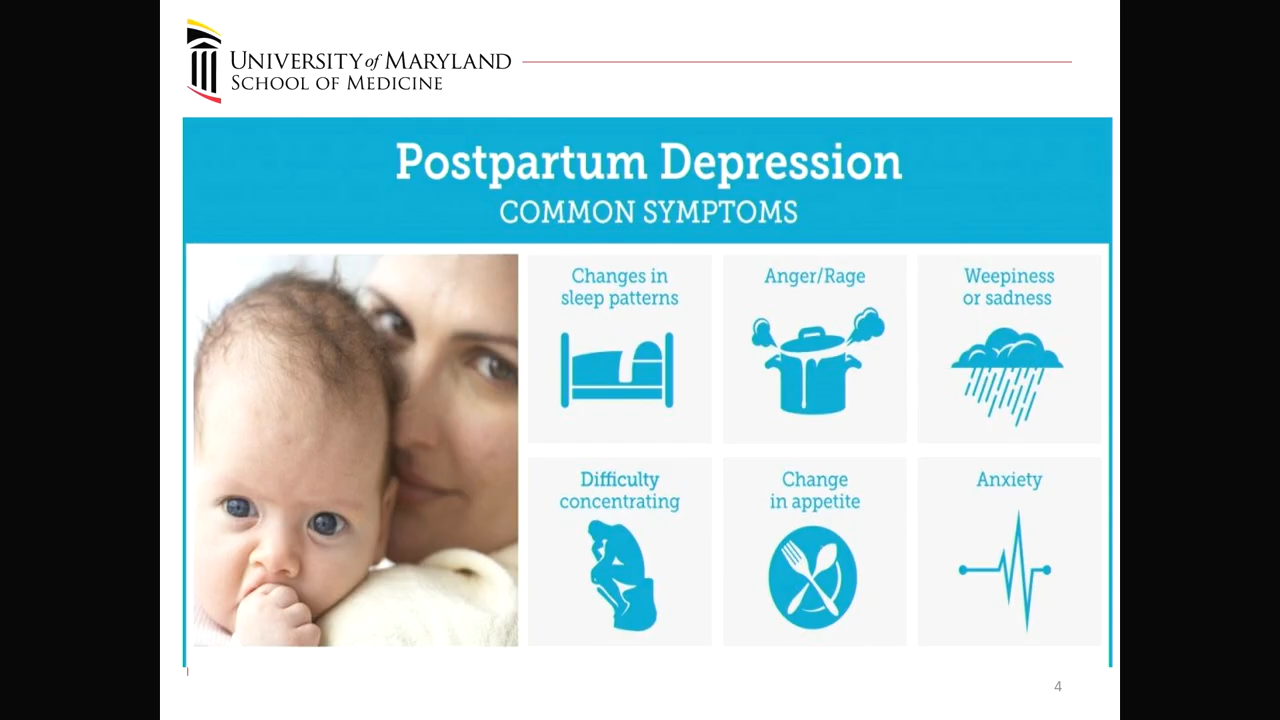 UNIVERSITY of MARYLAND
SCHOOL OF MEDICINE
Postpartum Depression
COMMON SYMPTOMS
Changes in
sleep patterns
Anger/Rage
Weepiness
or sadness
Difficulty
concentrating
Change
in appetite
Anxiety
4